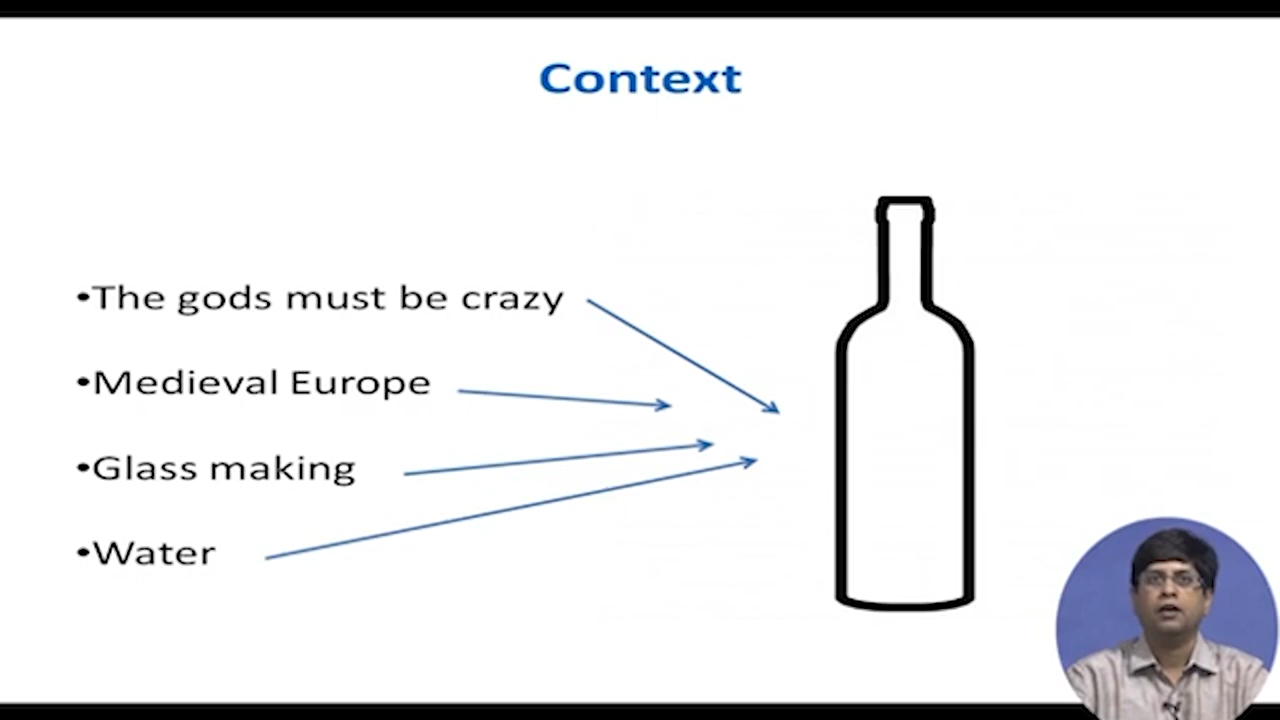 Context
•The gods must be crazy
•Medieval Europe
•Glass making
•Water